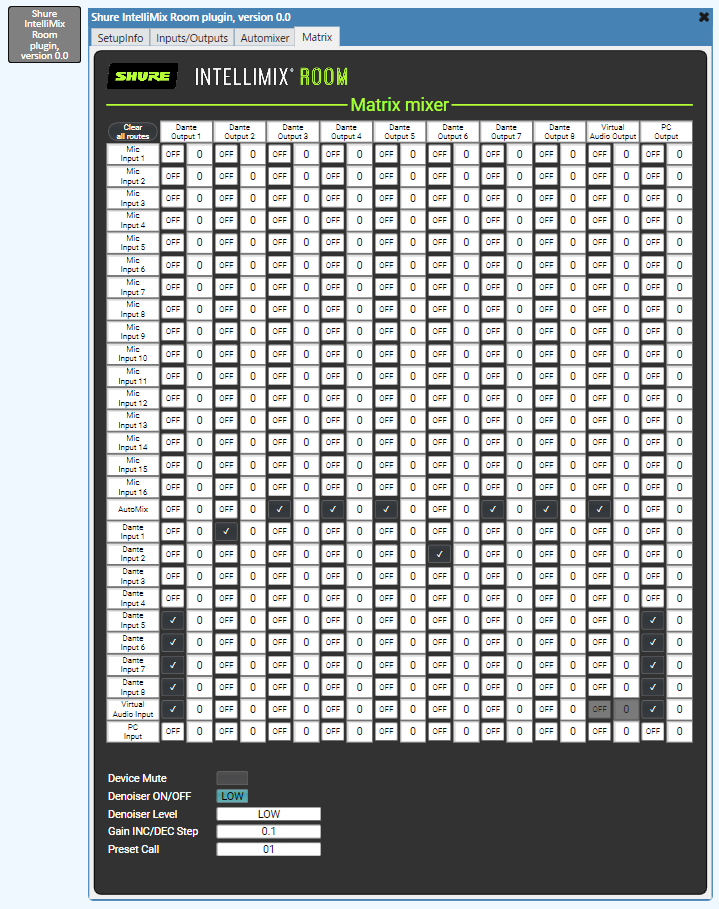 Shure
IntelliMix
Room
plugin,
version 0.0
Shure IntelliMix Room plugin, version 0.0
SetupInfo Inputs/Outputs Automixer Matrix
SHURE INTELLIMIX® ROOM
Matrix mixer
Clear Dante Dante Dante Dante Dante Dante Dante Dante Virtual PC
all routes Output 1 Output 2 Output 3 Output 4 Output 5 Output 6 Output 7 Output 8 Audio Output Output
Mic
Input 1 OFF 0 OFF 0 OFF 0 OFF 0 OFF 0 OFF 0 OFF 0 OFF 0 OFF 0 OFF 0
Mic
Input 2 OFF 0 OFF 0 OFF 0 OFF 0 OFF 0 OFF 0 OFF 0 OFF 0 OFF 0 OFF 0
Mic
Input 3 OFF 0 OFF 0 OFF 0 OFF 0 OFF 0 OFF 0 OFF 0 OFF 0 OFF 0 OFF 0
Mic
Input 4 OFF 0 OFF 0 OFF 0 OFF 0 OFF 0 OFF 0 OFF 0 OFF 0 OFF 0 OFF 0
Mic
Input 5 OFF 0 OFF 0 OFF 0 OFF 0 OFF 0 OFF 0 OFF 0 OFF 0 OFF 0 OFF 0
Mic
Input 6 OFF 0 OFF 0 OFF 0 OFF 0 OFF 0 OFF 0 OFF 0 OFF 0 OFF 0 OFF 0
Mic
Input 7 OFF 0 OFF 0 OFF 0 OFF 0 OFF 0 OFF 0 OFF 0 OFF 0 OFF 0 OFF 0
Mic
Input 8 OFF 0 OFF 0 OFF 0 OFF 0 OFF 0 OFF 0 OFF 0 OFF 0 OFF 0 OFF 0
Mic
Input 9 OFF 0 OFF 0 OFF 0 OFF 0 OFF 0 OFF 0 OFF 0 OFF 0 OFF 0 OFF 0
Mic
Input 10 OFF 0 OFF 0 OFF 0 OFF 0 OFF 0 OFF 0 OFF 0 OFF 0 OFF 0 OFF 0
Mic
Input 11 OFF 0 OFF 0 OFF 0 OFF 0 OFF 0 OFF 0 OFF 0 OFF 0 OFF 0 OFF 0
Mic
Input 12 OFF 0 OFF 0 OFF 0 OFF 0 OFF 0 OFF 0 OFF 0 OFF 0 OFF 0 OFF 0
Mic
Input 13 OFF 0 OFF 0 OFF 0 OFF 0 OFF 0 OFF 0 OFF 0 OFF 0 OFF 0 OFF 0
Mic
Input 14 OFF 0 OFF 0 OFF 0 OFF 0 OFF 0 OFF 0 OFF 0 OFF 0 OFF 0 OFF 0
Mic
Input 15 OFF 0 OFF 0 OFF 0 OFF 0 OFF 0 OFF 0 OFF 0 OFF 0 OFF 0 OFF 0
Mic
Input 16 OFF 0 OFF 0 OFF 0 OFF 0 OFF 0 OFF 0 OFF 0 OFF 0 OFF 0 OFF 0
AutoMix OFF 0 OFF 0 ✓ 0 ✓ 0 ✓ 0 OFF 0 ✓ 0 ✓ 0 ✓ 0 OFF 0
Dante
Input 1 OFF 0 ✓ 0 OFF 0 OFF 0 OFF 0 OFF 0 OFF 0 OFF 0 OFF 0 OFF 0
Dante
Input 2 OFF 0 OFF 0 OFF 0 OFF 0 OFF 0 ✓ 0 OFF 0 OFF 0 OFF 0 OFF 0
Dante
Input 3 OFF 0 OFF 0 OFF 0 OFF 0 OFF 0 OFF 0 OFF 0 OFF 0 OFF 0 OFF 0
Dante
Input 4 OFF 0 OFF 0 OFF 0 OFF 0 OFF 0 OFF 0 OFF 0 OFF 0 OFF 0 OFF 0
Dante
Input 5 ✓ 0 OFF 0 OFF 0 OFF 0 OFF 0 OFF 0 OFF 0 OFF 0 OFF 0 ✓ 0
Dante
Input 6 ✓ 0 OFF 0 OFF 0 OFF 0 OFF 0 OFF 0 OFF 0 OFF 0 OFF 0 ✓ 0
Dante
Input 7 ✓ 0 OFF 0 OFF 0 OFF 0 OFF 0 OFF 0 OFF 0 OFF 0 OFF 0 ✓ 0
Dante
Input 8 ✓ 0 OFF 0 OFF 0 OFF 0 OFF 0 OFF 0 OFF 0 OFF 0 OFF 0 ✓ 0
Virtual
Audio Input ✓ 0 OFF 0 OFF 0 OFF 0 OFF 0 OFF 0 OFF 0 OFF 0 OFF 0 ✓ 0
PC
Input OFF 0 OFF 0 OFF 0 OFF 0 OFF 0 OFF 0 OFF 0 OFF 0 OFF 0 OFF 0
Device Mute
Denoiser ON/OFF LOW
Denoiser Level LOW
Gain INC/DEC Step 0.1
Preset Call 01